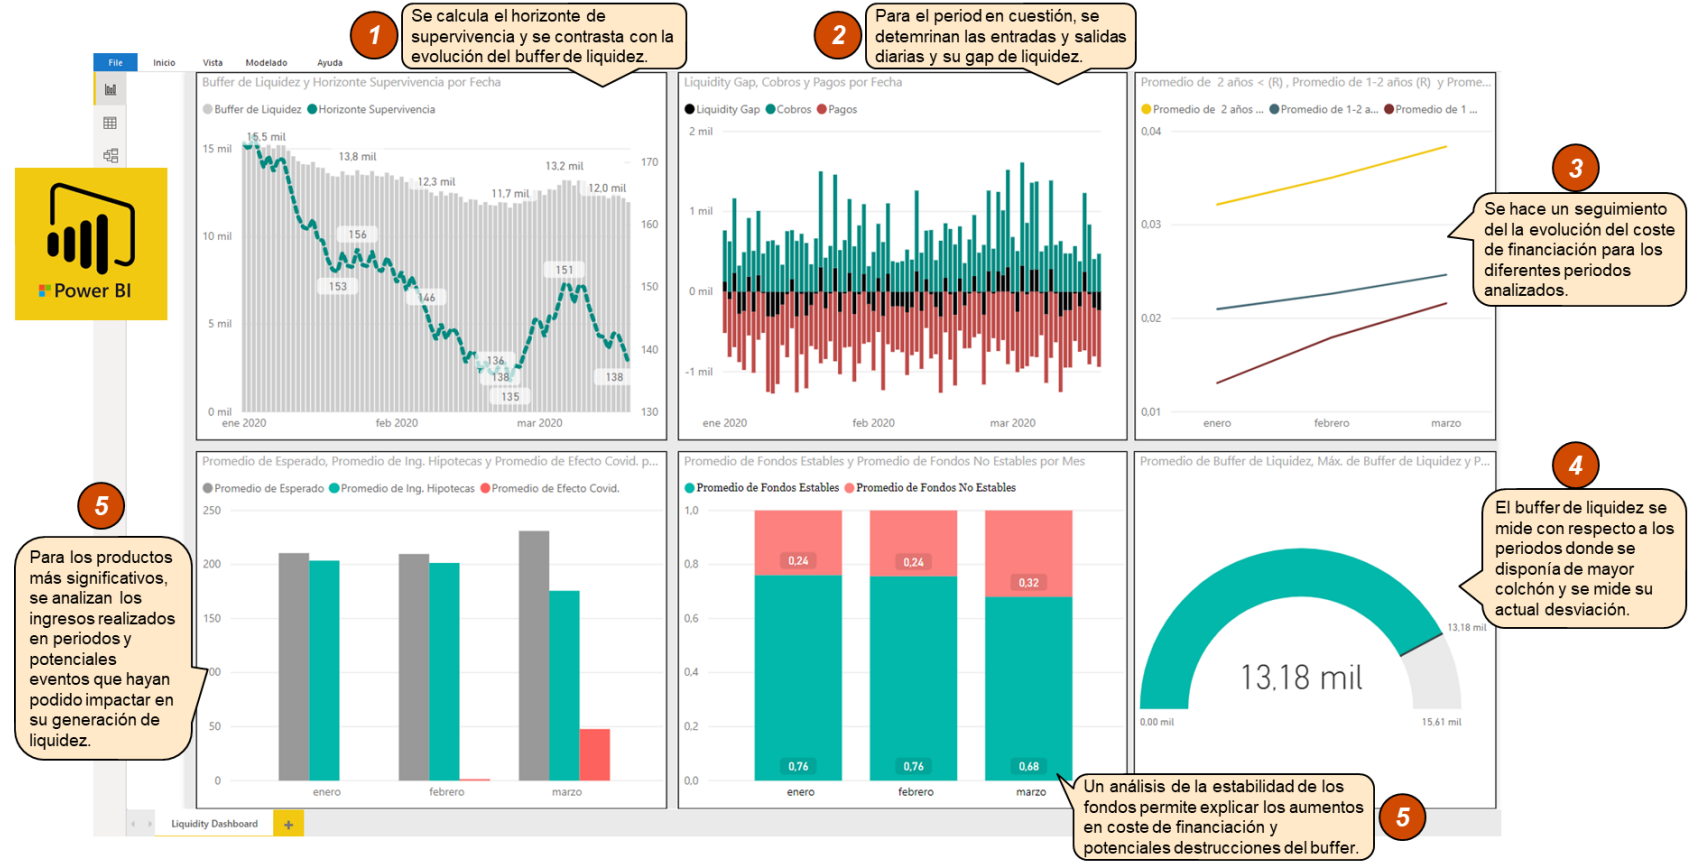 1
Se calcula el horizonte de
supervivencia y se contrasta con la
evolución del buffer de liquidez.
2
Para el period en cuestión, se
detemrinan las entradas y salidas
diarias y su gap de liquidez.
File Inicio Vista Modelado Ayuda
Buffer de Liquidez y Horizonte Supervivencia por Fecha
Buffer de Liquidez Horizonte Supervivencia
15,5 mil
15 mil
13,8 mil
12,3 mil
11,7 mil
13,2 mil
12,0 mil
170
160
10 mil
156
153
146
151
150
5 mil
136
138
135
138
140
0 mil
130
ene 2020 feb 2020 mar 2020
Liquidity Gap, Cobros y Pagos por Fecha
Liquidity Gap Cobros Pagos
2 mil
1 mil
0 mil
-1 mil
ene 2020 feb 2020 mar 2020
Promedio de 2 años < (R) , Promedio de 1-2 años (R) y Prome...
Promedio de 2 años ... Promedio de 1-2 a... Promedio de 1 ...
0,04
0,03
0,02
0,01
enero febrero marzo
3
Se hace un seguimiento
del la evolución del coste
de financiación para los
diferentes periodos
analizados.
Power BI
Promedio de Esperado, Promedio de Ing. Hipotecas y Promedio de Efecto Covid. p...
Promedio de Esperado Promedio de Ing. Hipotecas Promedio de Efecto Covid.
250
200
150
100
50
0
enero febrero marzo
5
Para los productos
más significativos,
se analizan los
ingresos realizados
en periodos y
potenciales
eventos que hayan
podido impactar en
su generación de
liquidez.
Promedio de Fondos Estables y Promedio de Fondos No Estables por Mes
Promedio de Fondos Estables Promedio de Fondos No Estables
1,0
0,8
0,6
0,4
0,2
0,0
0,24 0,24 0,32
0,76 0,76 0,68
enero febrero marzo
Promedio de Buffer de Liquidez, Máx. de Buffer de Liquidez y P...
13,18 mil
13,18 mil
0,00 mil 15,61 mil
4
El buffer de liquidez se
mide con respecto a los
periodos donde se
disponía de mayor
colchón y se mide su
actual desviación.
Un análisis de la estabilidad de los
fondos permite explicar los aumentos
en coste de financiación y
potenciales destrucciones del buffer.
5
Liquidity Dashboard +